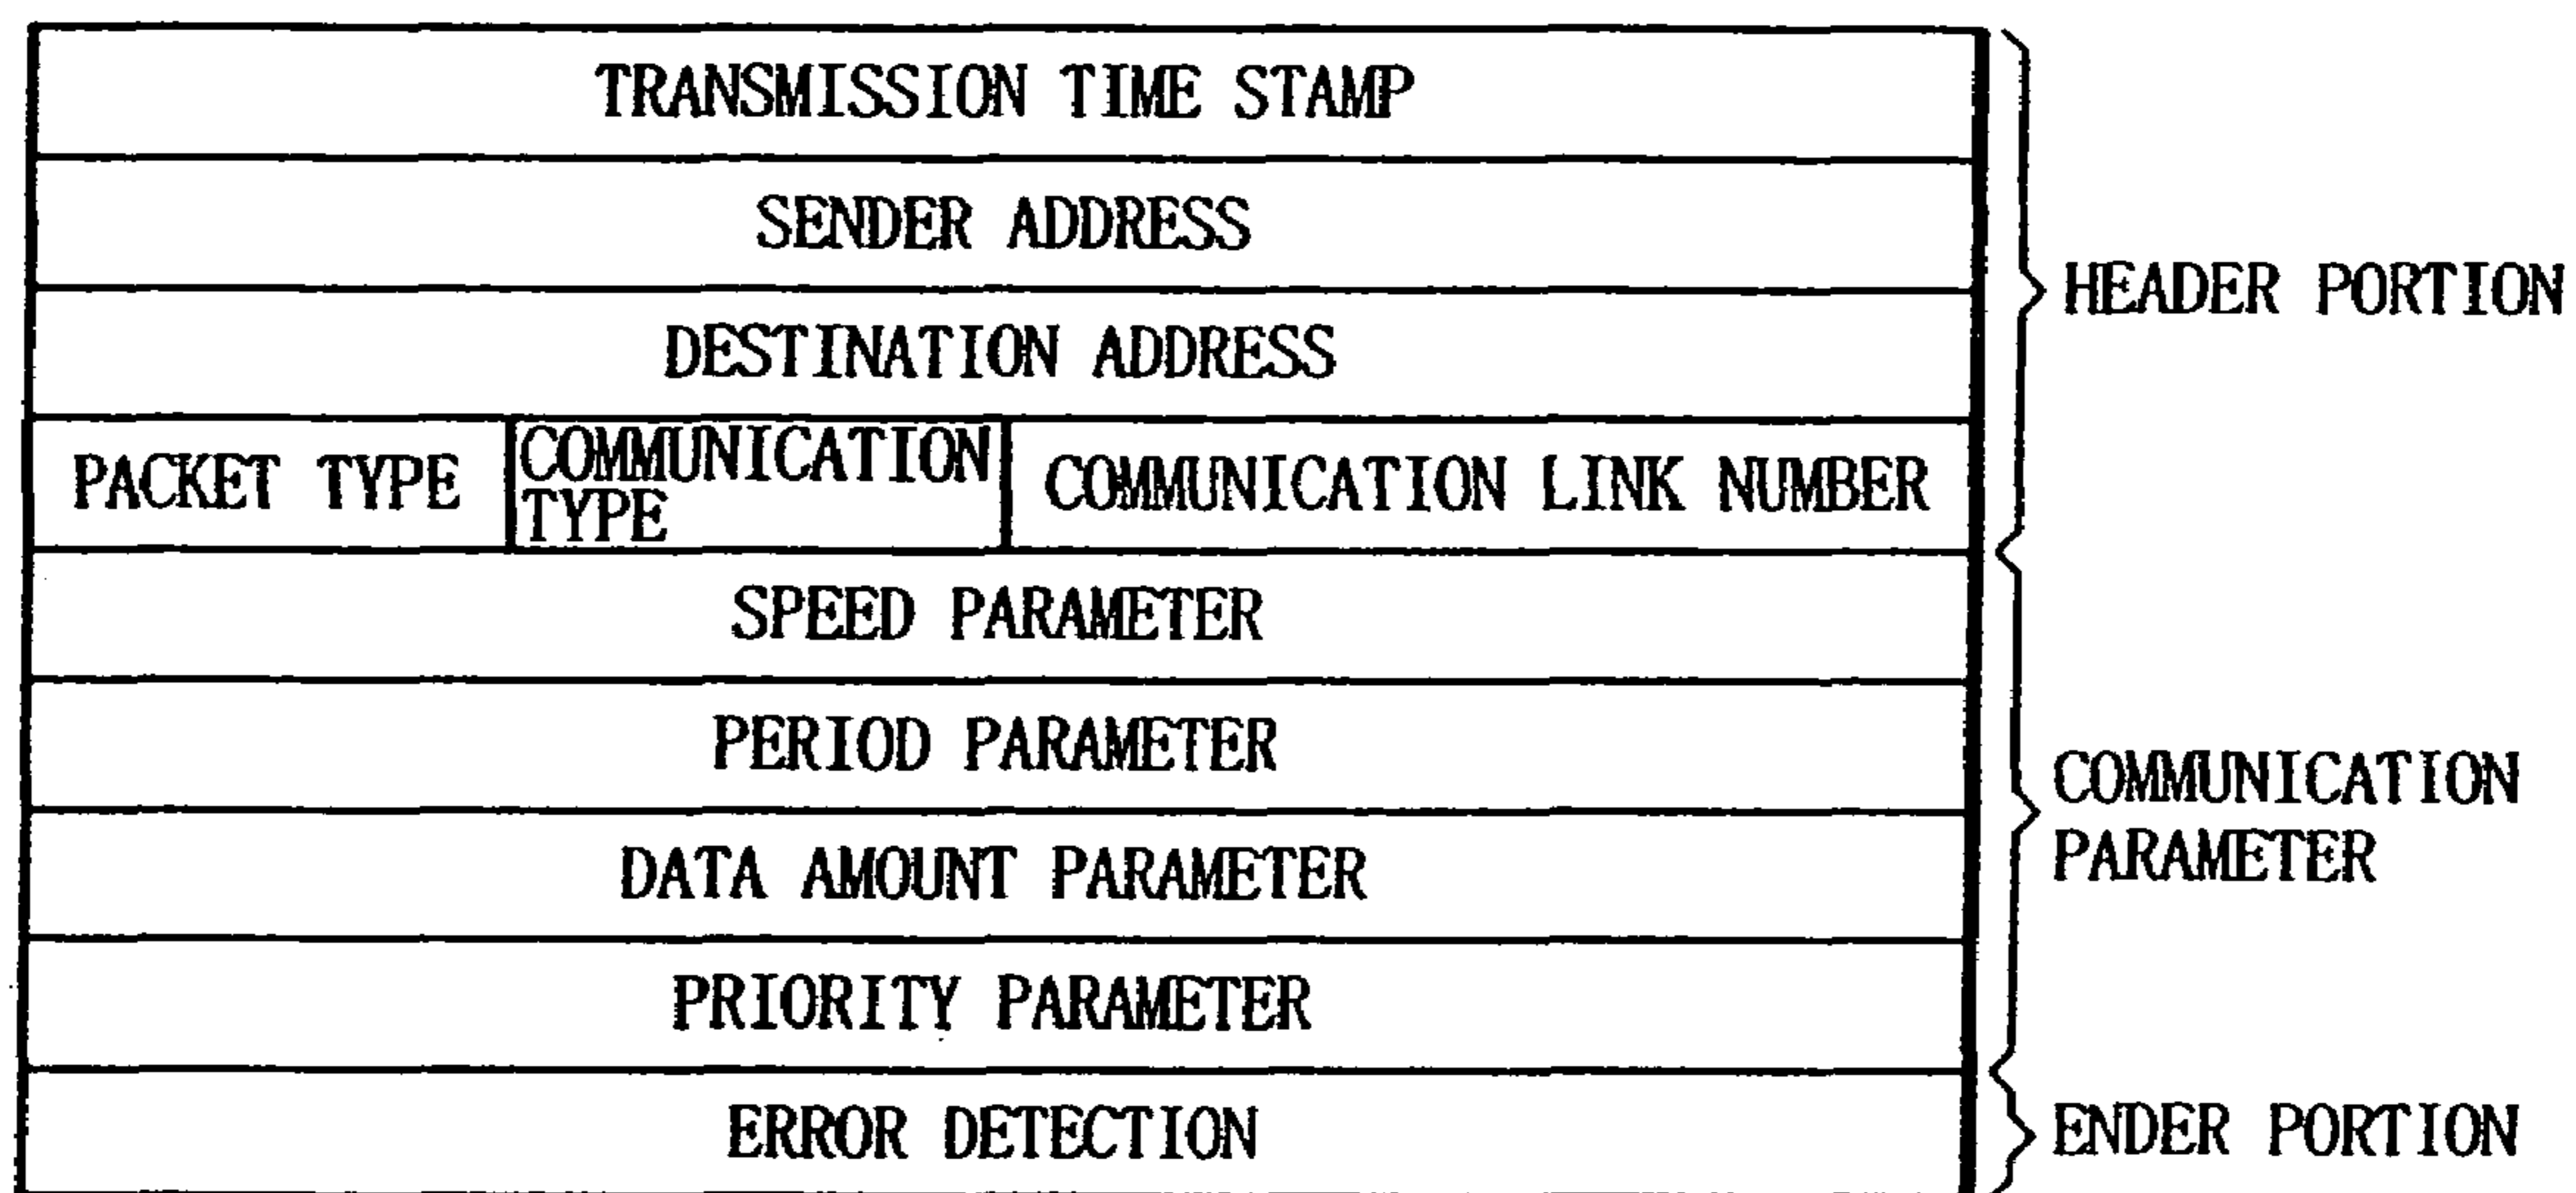 TRANSMISSION TIME STAMP
SENDER ADDRESS
DESTINATION ADDRESS
HEADER PORTION
PACKET TYPE
COMMUNICATION
TYPE
COMMUNICATION LINK NUMBER
SPEED PARAMETER
PERIOD PARAMETER
DATA AMOUNT PARAMETER
PRIORITY PARAMETER
COMMUNICATION
PARAMETER
ERROR DETECTION
ENDER PORTION